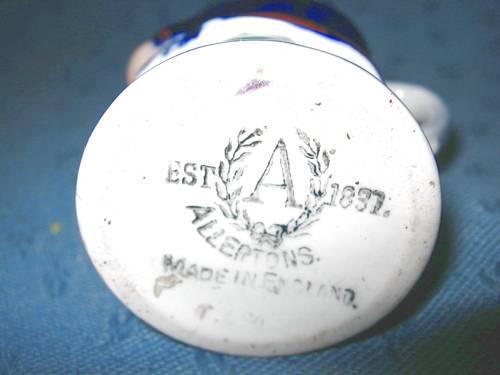 EST A 1831.
ALLERTONS.
MADE IN ENGLAND.